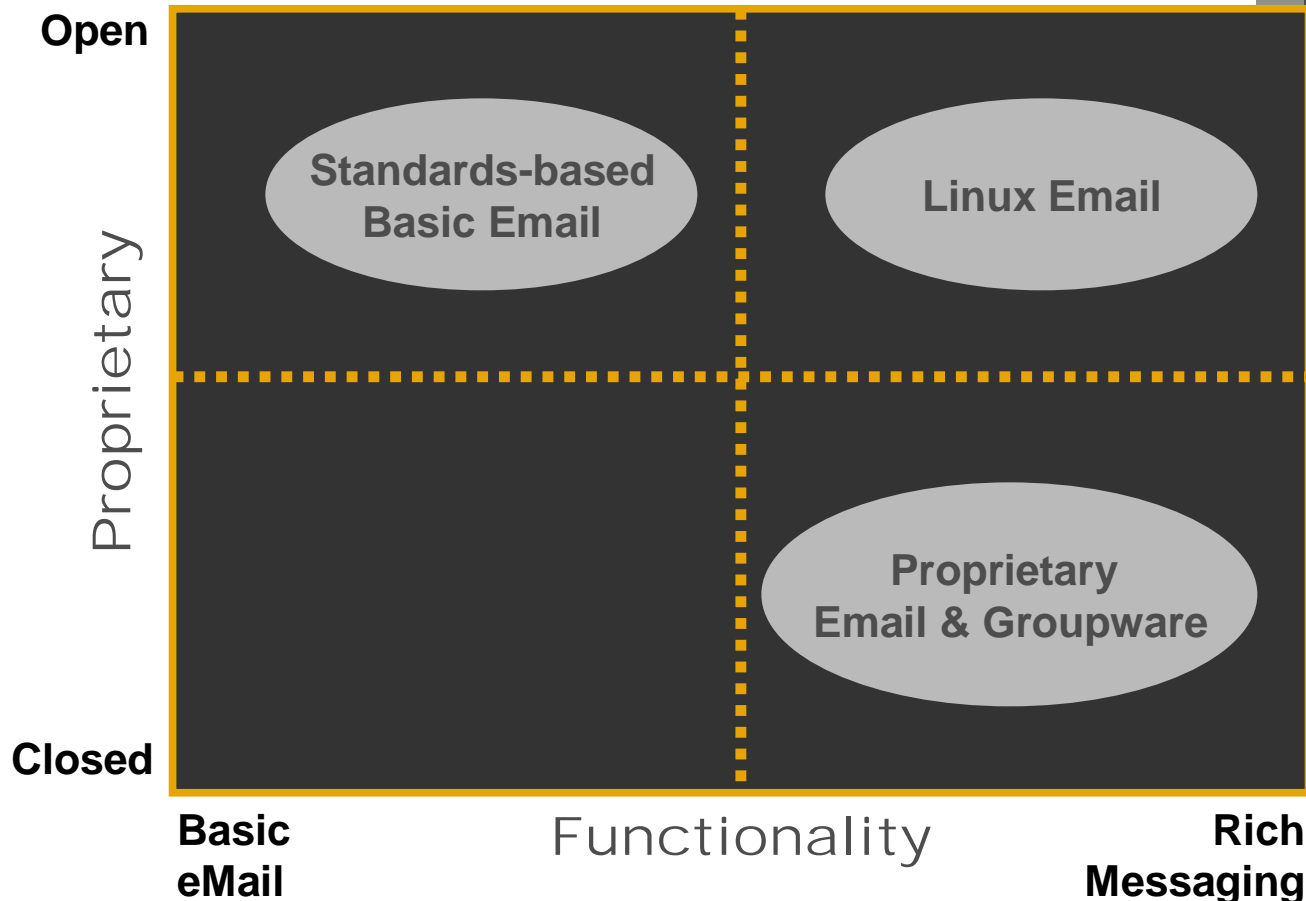 Open
Standards-based
Basic Email
Linux Email
Proprietary
Proprietary
Email & Groupware
Closed
Basic
eMail
Functionality
Rich
Messaging